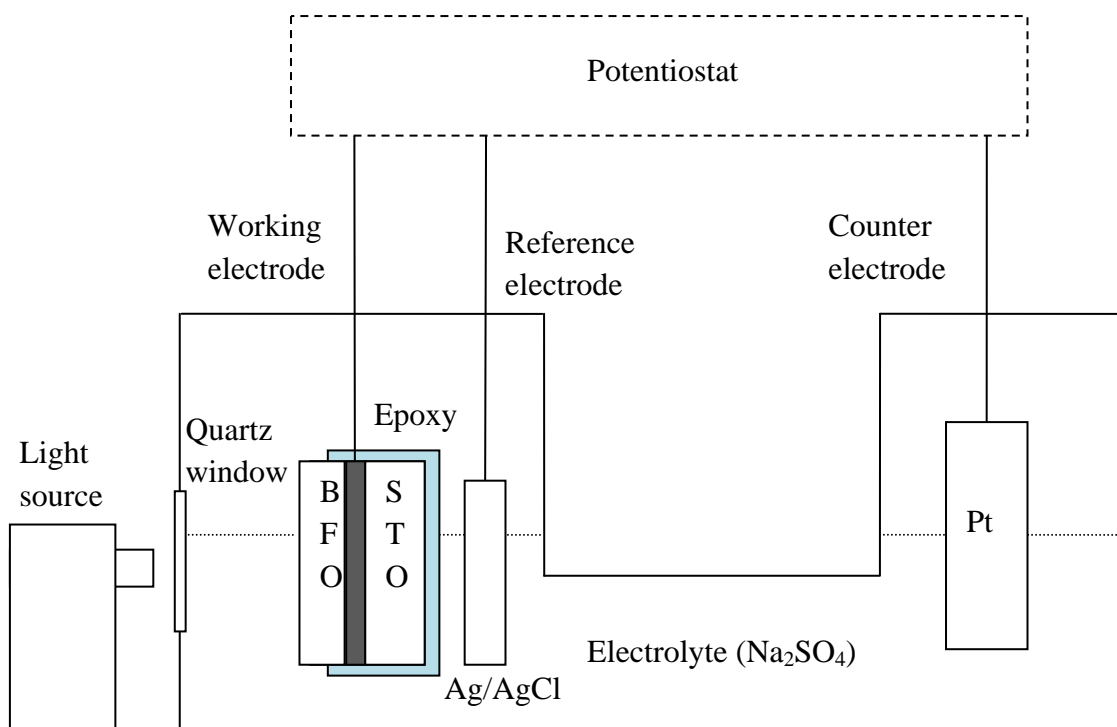 Potentiostat
Working
electrode
Reference
electrode
Counter
electrode
Epoxy
Quartz
window
Light
source
B
F
O
S
T
O
Pt
Electrolyte (Na₂SO₄)
Ag/AgCl